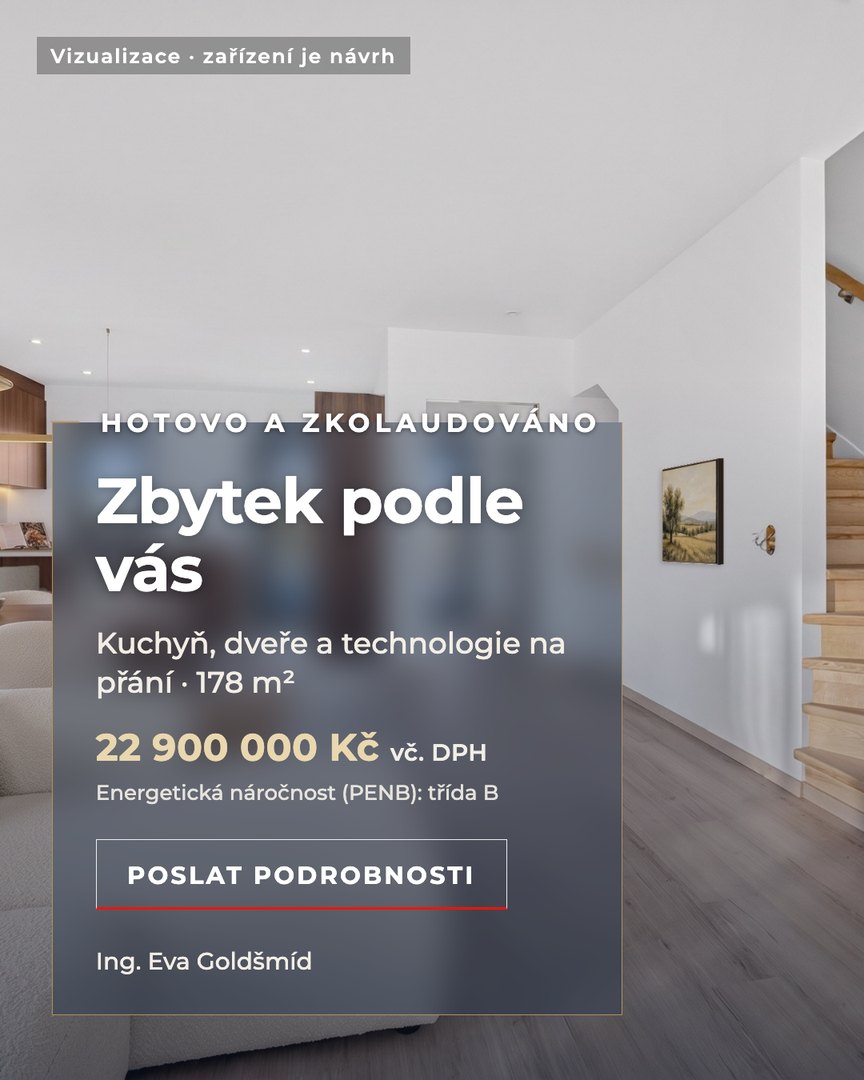 Vizualizace · zařízení je návrh
HOTOVO A ZKOLAUDOVÁNO
Zbytek podle
vás
Kuchyň, dveře a technologie na
přání · 178 m²
22 900 000 Kč vč. DPH
Energetická náročnost (PENB): třída B
POSLAT PODROBNOSTI
Ing. Eva Goldšmíd